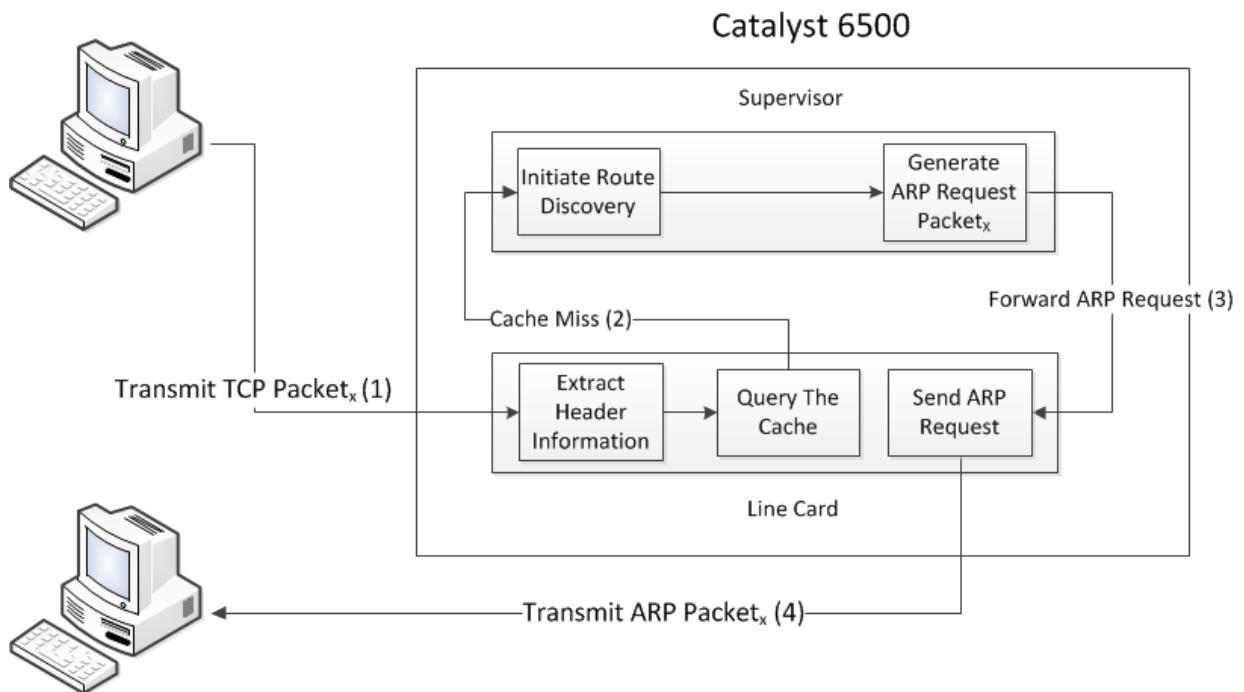 Catalyst 6500
Supervisor
Initiate Route
Discovery
Generate
ARP Request
Packetₓ
Forward ARP Request (3)
Cache Miss (2)
Transmit TCP Packetₓ (1)
Extract
Header
Information
Query The
Cache
Send ARP
Request
Line Card
Transmit ARP Packetₓ (4)